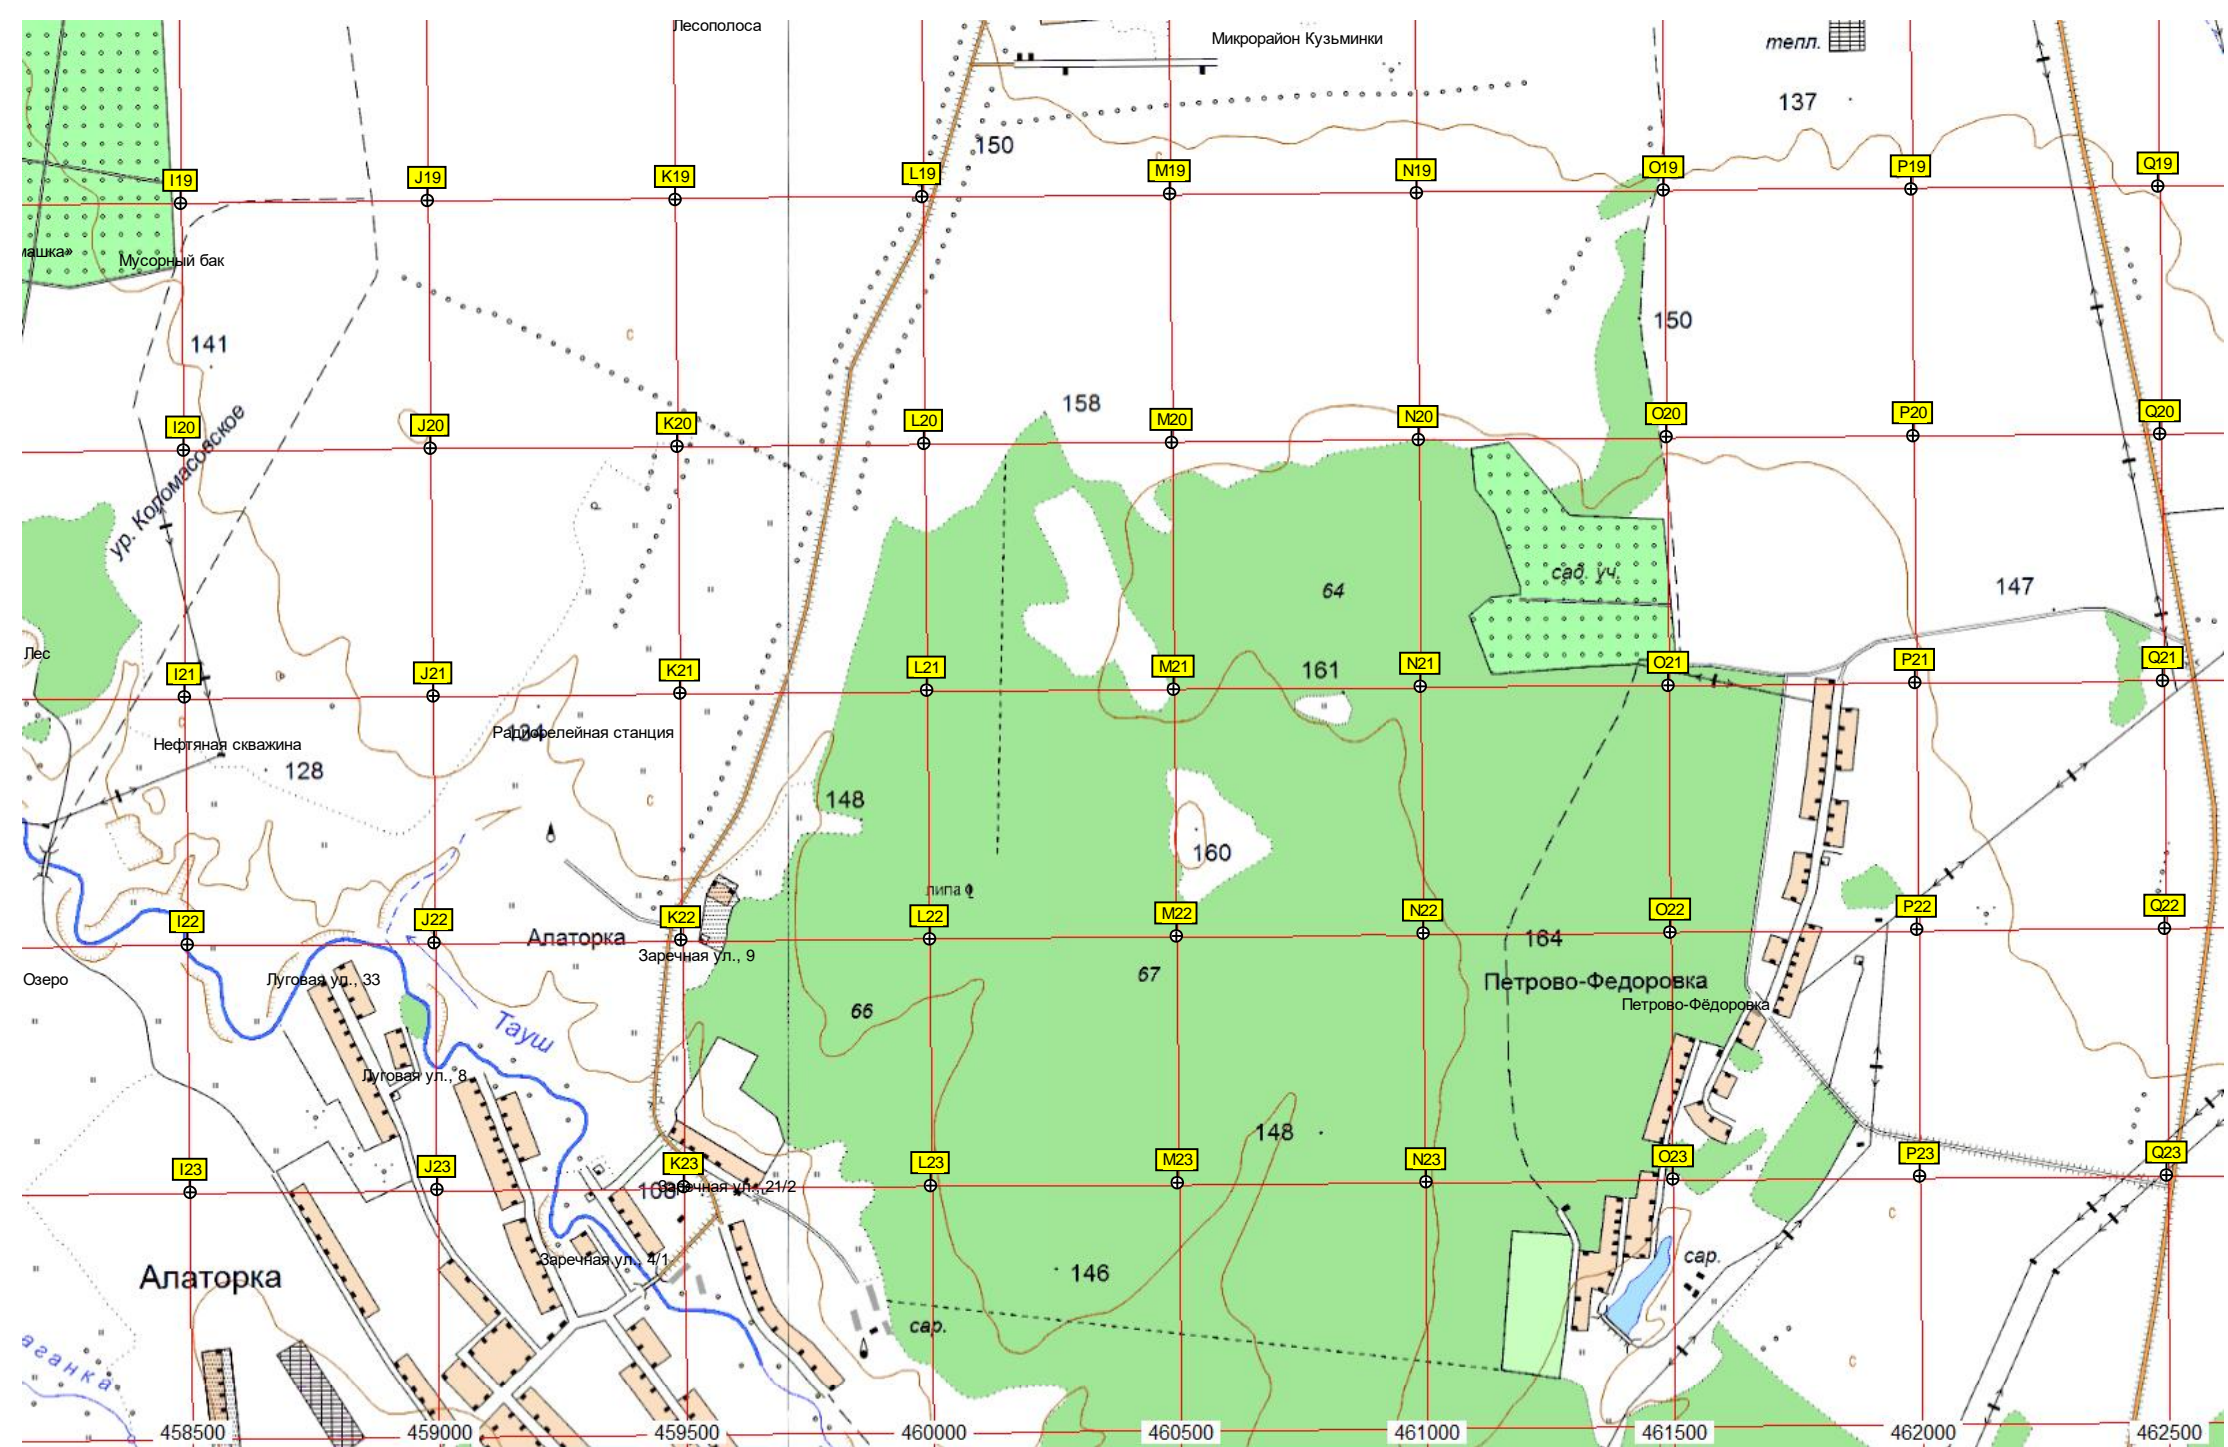 Лесополоса
Микрорайон Кузьминки
тепл.
137
150
I19
J19
K19
L19
M19
N19
O19
P19
Q19
Мусорный бак
141
150
158
I20
J20
K20
L20
M20
N20
O20
P20
Q20
ур. Коломасовское
сад. уч.
64
147
Лес
161
I21
J21
K21
L21
M21
N21
O21
P21
Q21
Нефтяная скважина
Радиорелейная станция
134
128
148
160
липа
I22
J22
K22
L22
M22
N22
O22
P22
Q22
Алаторка
Заречная ул., 9
164
Озеро
Луговая ул., 33
67
Петрово-Федоровка
Петрово-Фёдоровка
66
Тауш
Луговая ул., 8
148
I23
J23
K23
L23
M23
N23
O23
P23
Q23
108
Заречная ул., 21/2
Заречная ул., 4/1
Алаторка
146
сар.
сар.
аганка
458500
459000
459500
460000
460500
461000
461500
462000
462500